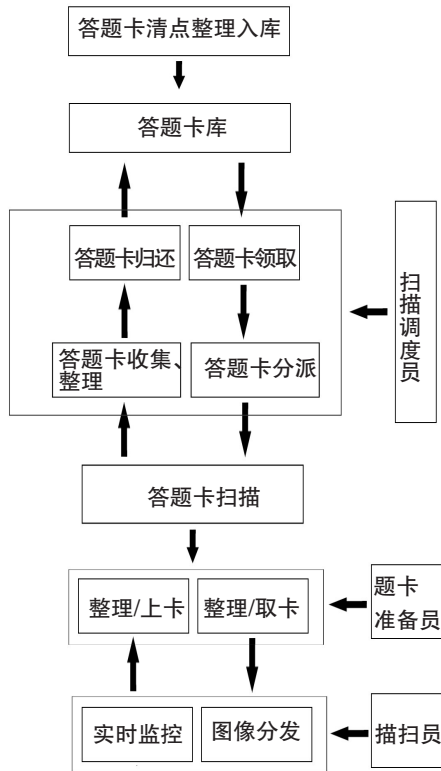 答题卡清点整理入库
答题卡库
答题卡归还
答题卡领取
扫描调度员
答题卡收集、
整理
答题卡分派
答题卡扫描
整理/上卡
整理/取卡
题卡
准备员
实时监控
图像分发
描扫员